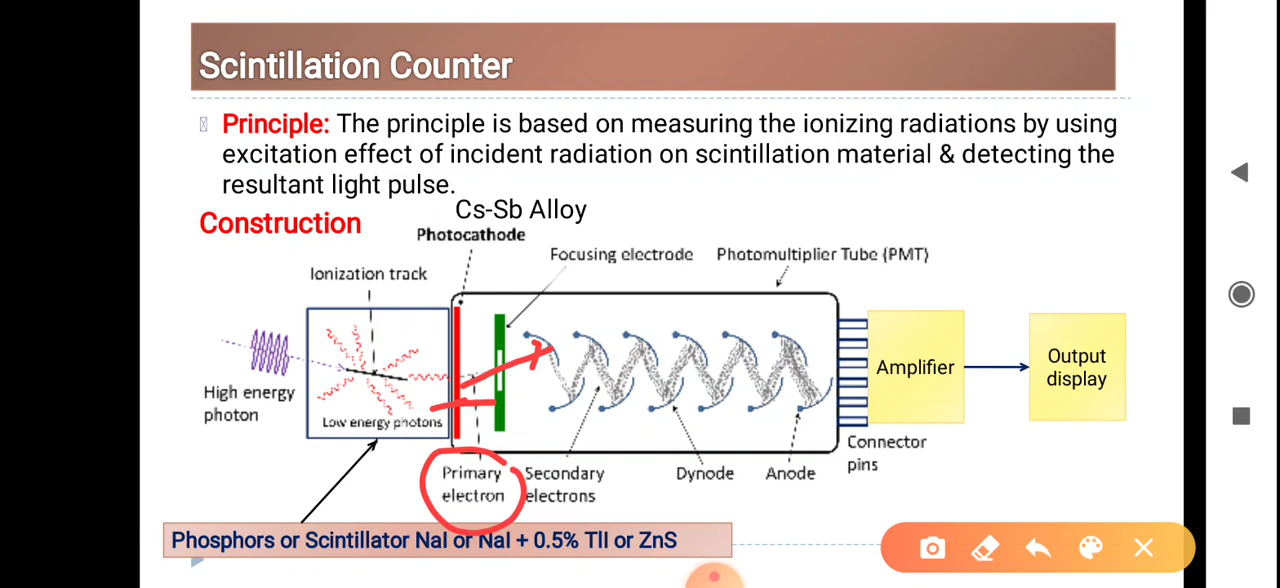 Scintillation Counter
Principle: The principle is based on measuring the ionizing radiations by using
excitation effect of incident radiation on scintillation material & detecting the
resultant light pulse.
Construction
Cs-Sb Alloy
Photocathode
Focusing electrode
Photomultiplier Tube (PMT)
Ionization track
High energy
photon
Low energy photons
Amplifier
Output
display
Connector
pins
Primary
electron
Secondary
electrons
Dynode
Anode
Phosphors or Scintillator NaI or NaI + 0.5% TlI or ZnS